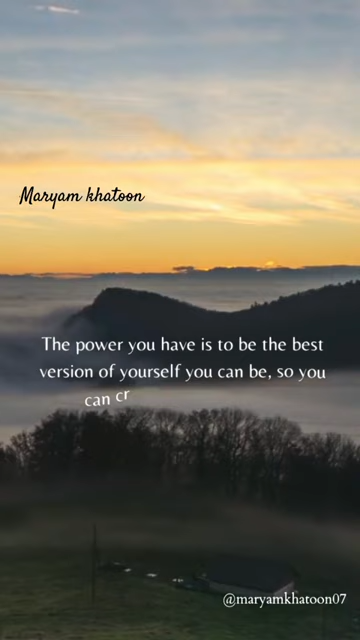 Maryam khatoon
The power you have is to be the best
version of yourself you can be, so you
can cr
@maryamkhatoon07